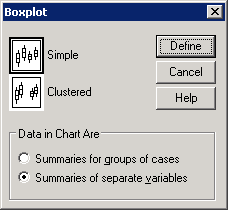 Boxplot
Simple
Clustered
Define
Cancel
Help
Data in Chart Are
Summaries for groups of cases
Summaries of separate variables